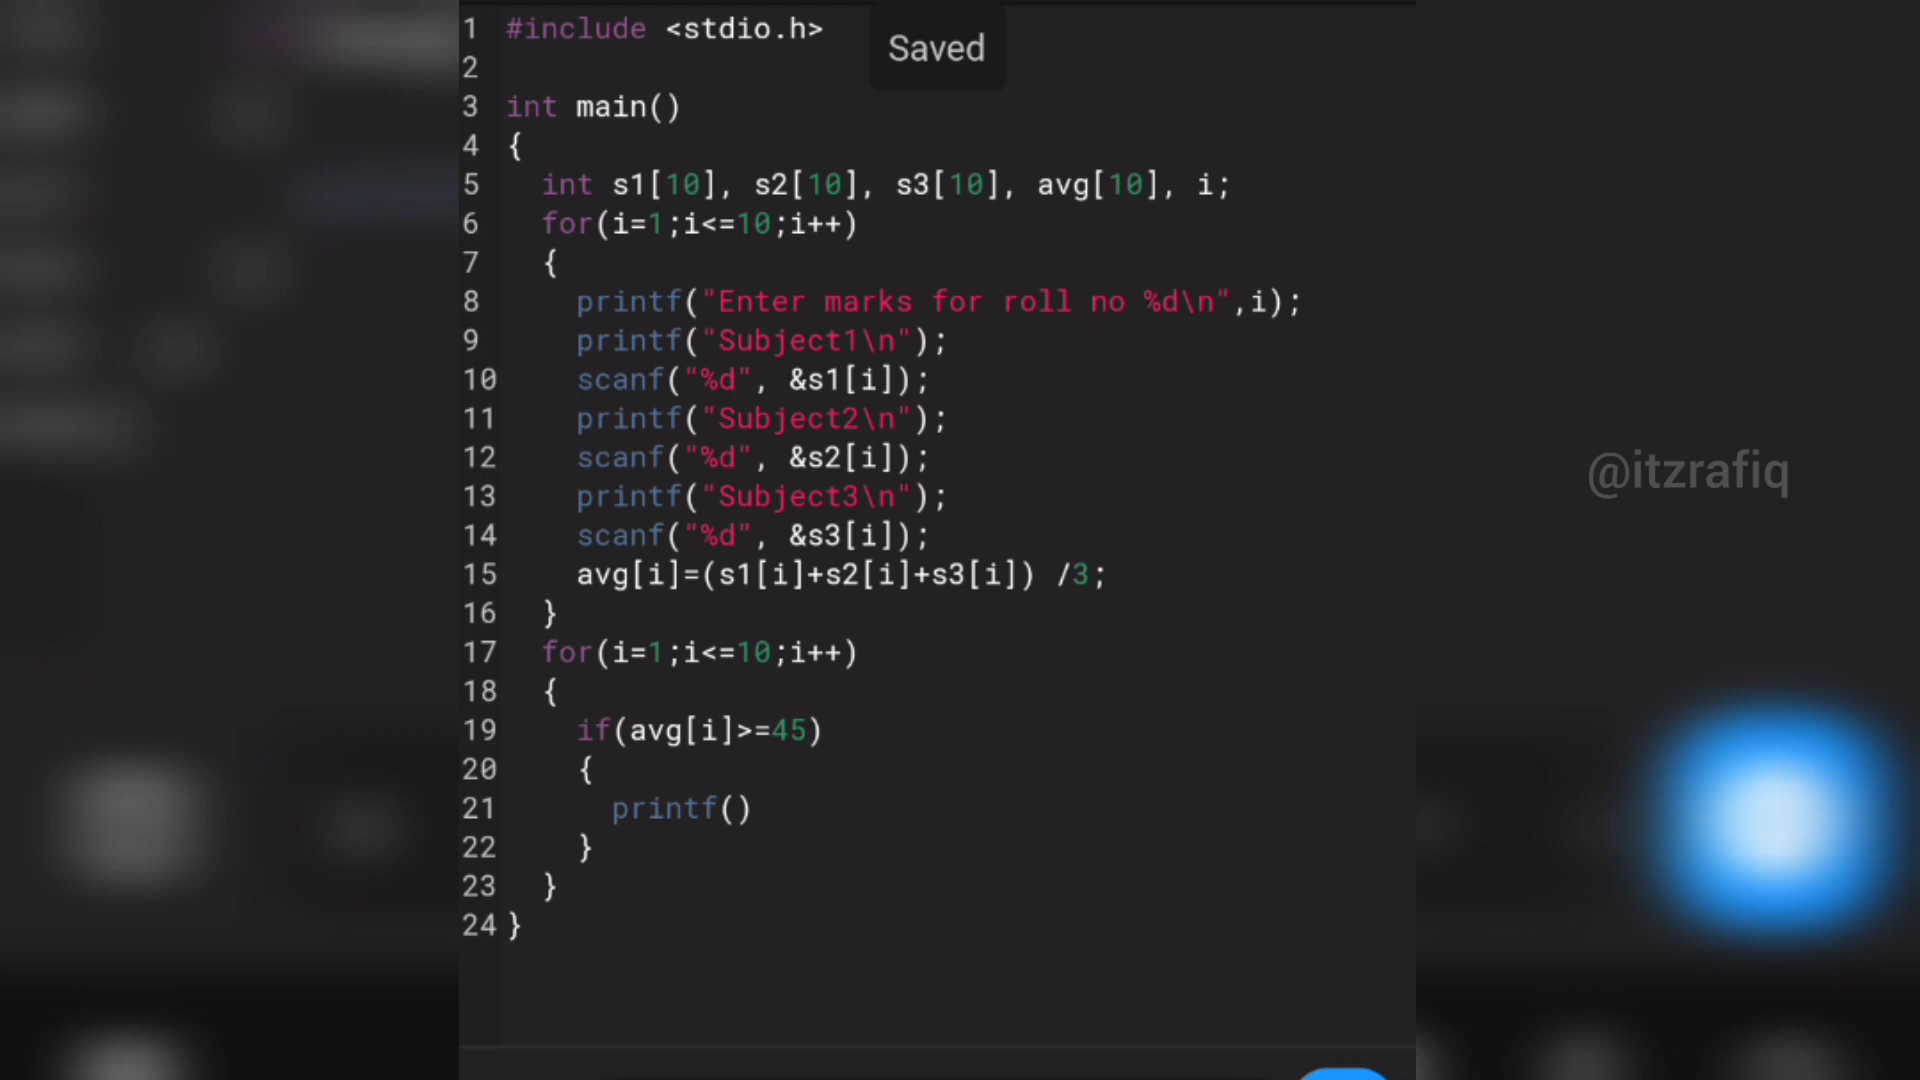 Saved
1 #include <stdio.h>
2
3 int main()
4 {
5   int s1[10], s2[10], s3[10], avg[10], i;
6   for(i=1;i<=10;i++)
7   {
8     printf("Enter marks for roll no %d\n",i);
9     printf("Subject1\n");
10     scanf("%d", &s1[i]);
11     printf("Subject2\n");
12     scanf("%d", &s2[i]);
13     printf("Subject3\n");
14     scanf("%d", &s3[i]);
15     avg[i]=(s1[i]+s2[i]+s3[i]) /3;
16   }
17   for(i=1;i<=10;i++)
18   {
19     if(avg[i]>=45)
20     {
21       printf()
22     }
23   }
24 }
@itzrafiq